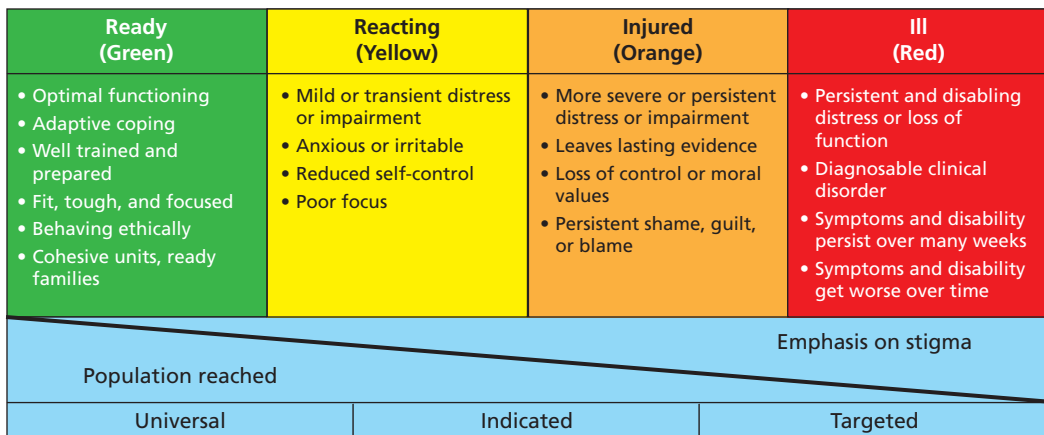 Ready
(Green)
• Optimal functioning
• Adaptive coping
• Well trained and
prepared
• Fit, tough, and focused
• Behaving ethically
• Cohesive units, ready
families
Reacting
(Yellow)
• Mild or transient distress
or impairment
• Anxious or irritable
• Reduced self-control
• Poor focus
Injured
(Orange)
• More severe or persistent
distress or impairment
• Leaves lasting evidence
• Loss of control or moral
values
• Persistent shame, guilt,
or blame
Ill
(Red)
• Persistent and disabling
distress or loss of
function
• Diagnosable clinical
disorder
• Symptoms and disability
persist over many weeks
• Symptoms and disability
get worse over time
Emphasis on stigma
Population reached
Universal
Indicated
Targeted